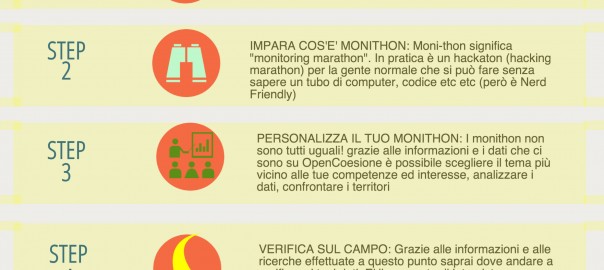 STEP
2
IMPARA COS'E' MONITHON: Moni-thon significa
"monitoring marathon". In pratica è un hackaton (hacking
marathon) per la gente normale che si può fare senza
sapere un tubo di computer, codice etc etc (però è Nerd
Friendly)
STEP
3
PERSONALIZZA IL TUO MONITHON: I monithon non
sono tutti uguali! grazie alle informazioni e i dati che ci
sono su OpenCoesione è possibile scegliere il tema più
vicino alle tue competenze ed interesse, analizzare i
dati, confrontare i territori
STEP
VERIFICA SUL CAMPO: Grazie alle informazioni e alle
ricerche effettuate a questo punto saprai dove andare a